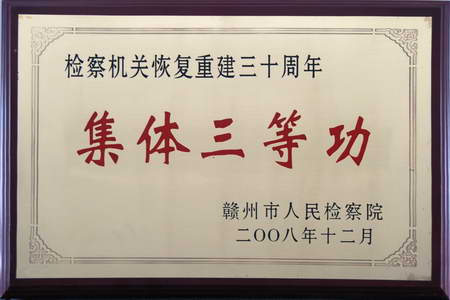 检察机关恢复重建三十周年
集体三等功
赣州市人民检察院
二〇〇八年十二月